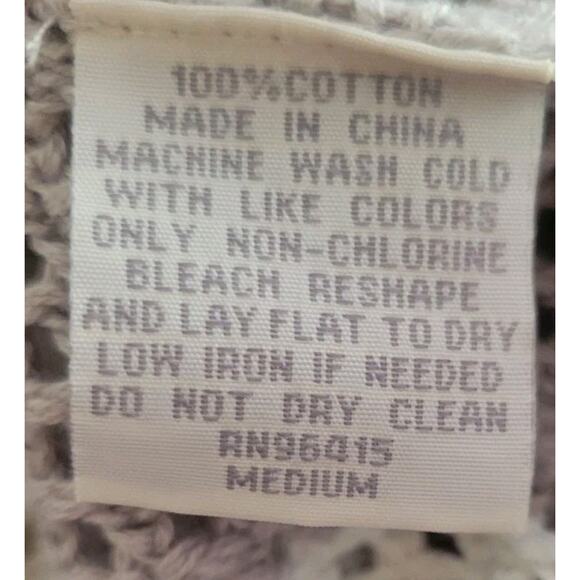 100%COTTON
MADE IN CHINA
MACHINE WASH COLD
WITH LIKE COLORS
ONLY NON-CHLORINE
BLEACH RESHAPE
AND LAY FLAT TO DRY
LOW IRON IF NEEDED
DO NOT DRY CLEAN
RN96415
MEDIUM